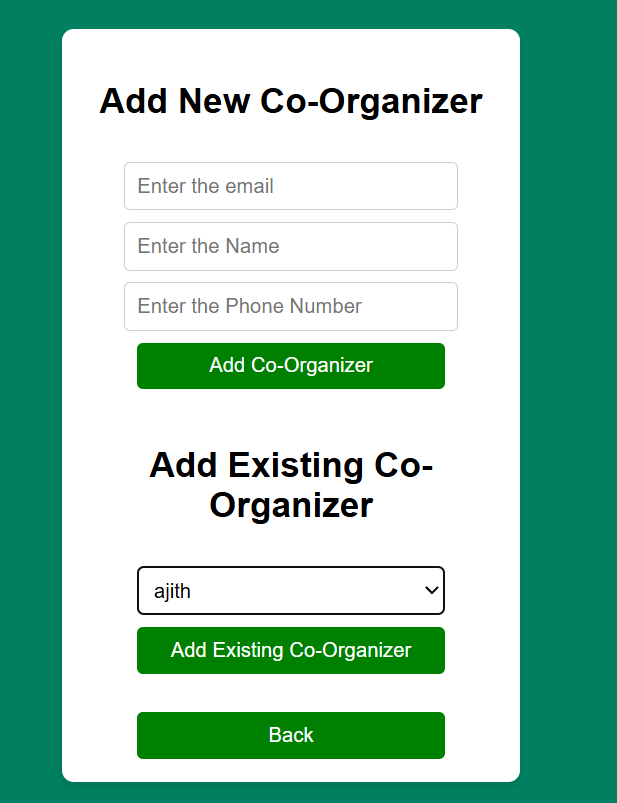 Add New Co-Organizer
Enter the email
Enter the Name
Enter the Phone Number
Add Co-Organizer
Add Existing Co-
Organizer
ajith
Add Existing Co-Organizer
Back